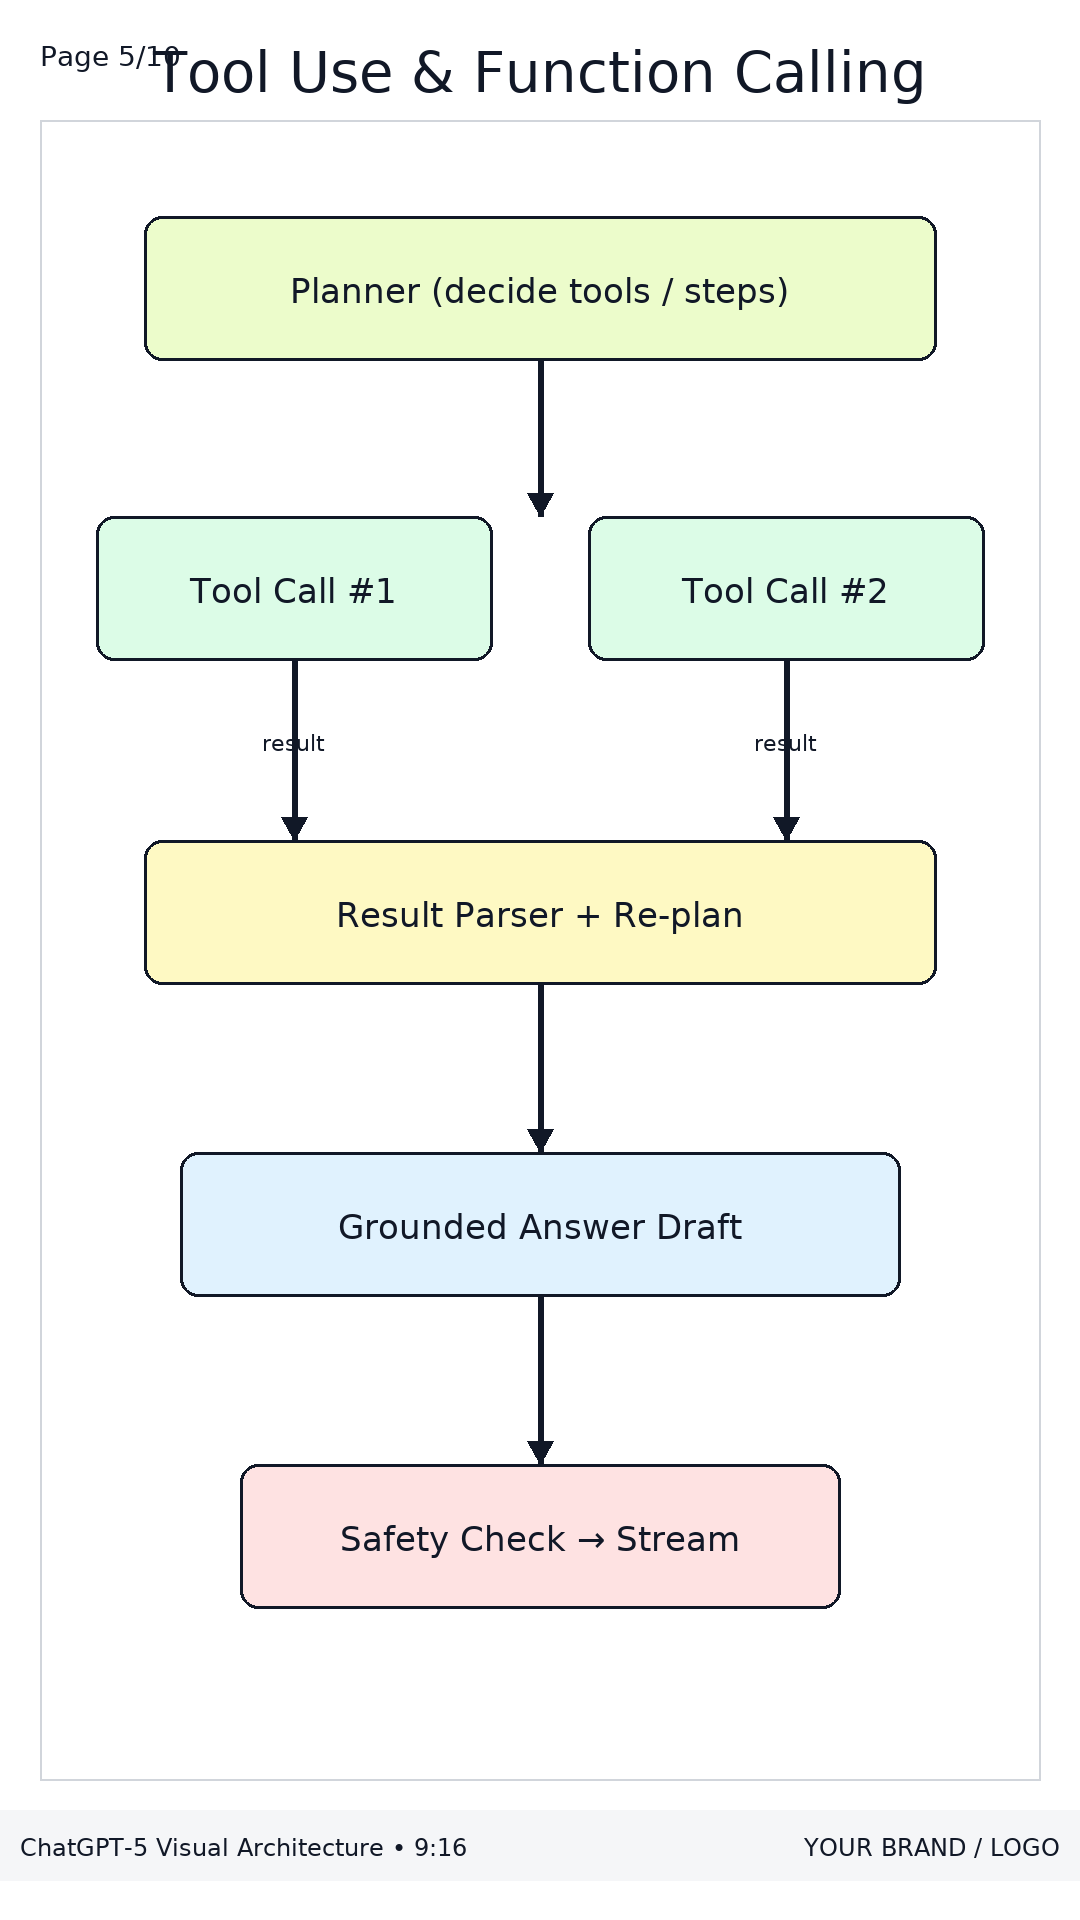 Page 5/10
Tool Use & Function Calling
Planner (decide tools / steps)
Tool Call #1
Tool Call #2
result
result
Result Parser + Re-plan
Grounded Answer Draft
Safety Check → Stream
ChatGPT-5 Visual Architecture • 9:16
YOUR BRAND / LOGO